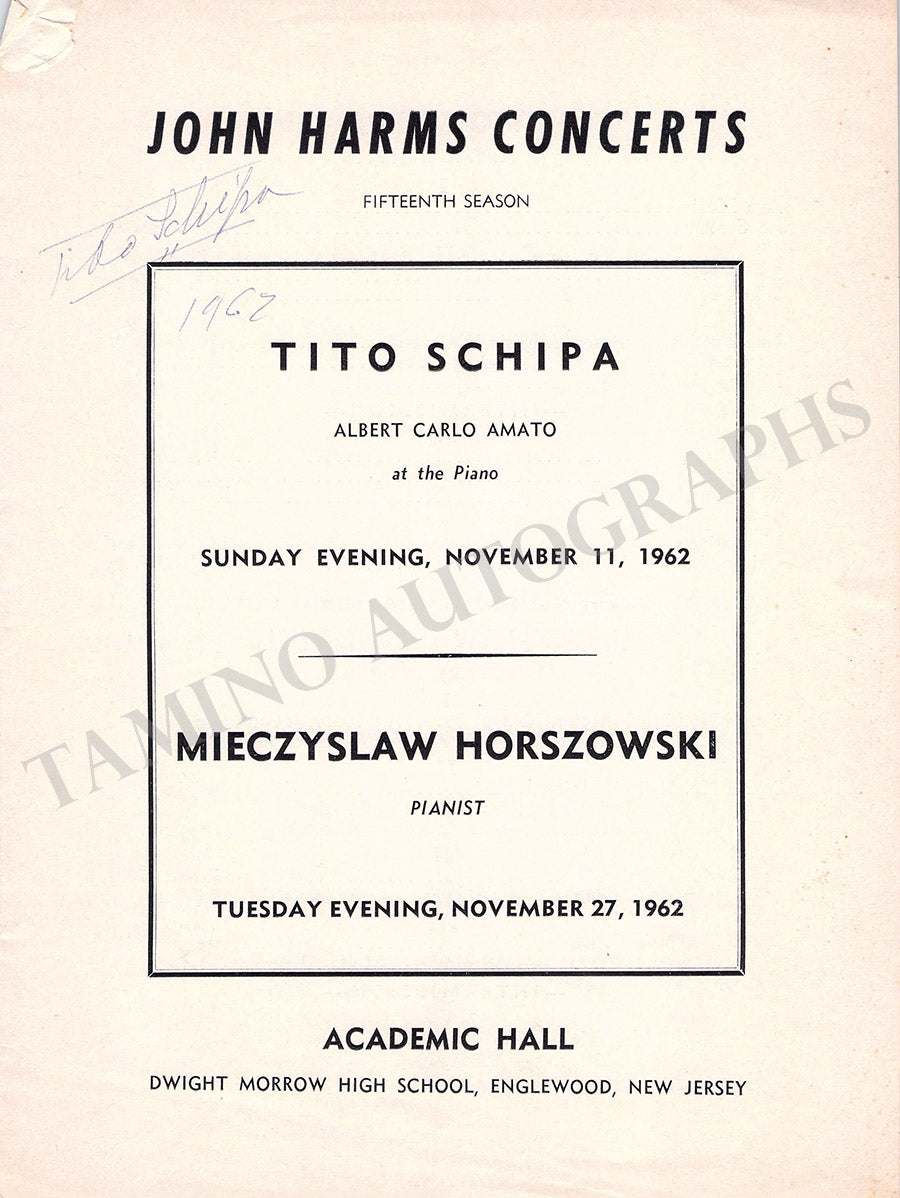 JOHN HARMS CONCERTS
FIFTEENTH SEASON
Tito Schipa
1962
TITO SCHIPA
ALBERT CARLO AMATO
at the Piano
SUNDAY EVENING, NOVEMBER 11, 1962
TAMINO AUTOGRAPHS
MIECZYSLAW HORSZOWSKI
PIANIST
TUESDAY EVENING, NOVEMBER 27, 1962
ACADEMIC HALL
DWIGHT MORROW HIGH SCHOOL, ENGLEWOOD, NEW JERSEY